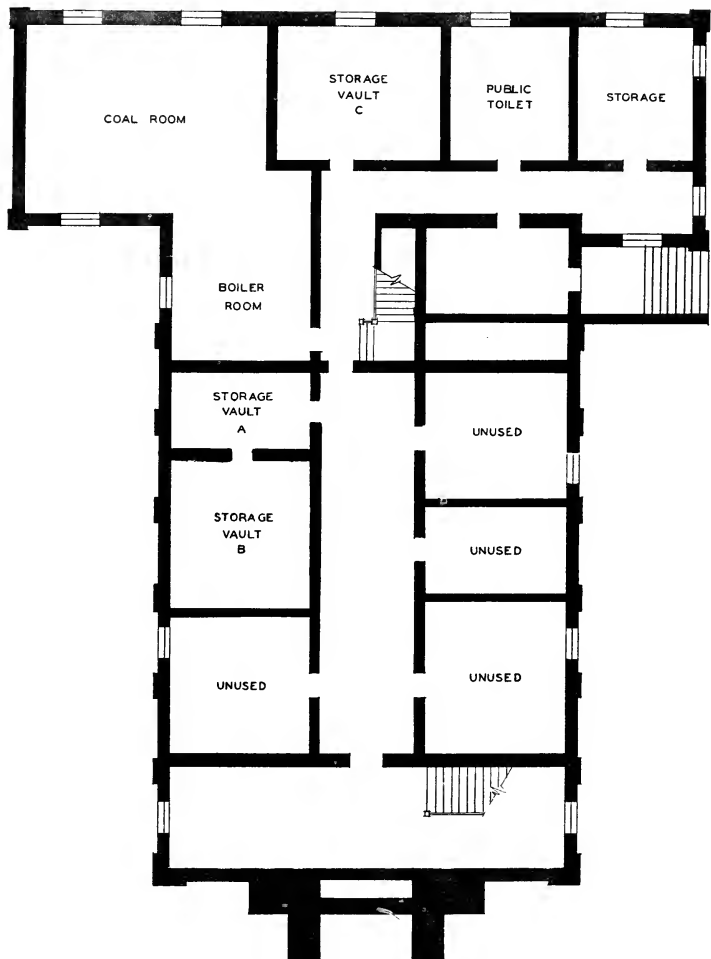 COAL ROOM
STORAGE
VAULT
C
PUBLIC
TOILET
STORAGE
BOILER
ROOM
STORAGE
VAULT
A
UNUSED
STORAGE
VAULT
B
UNUSED
UNUSED
UNUSED